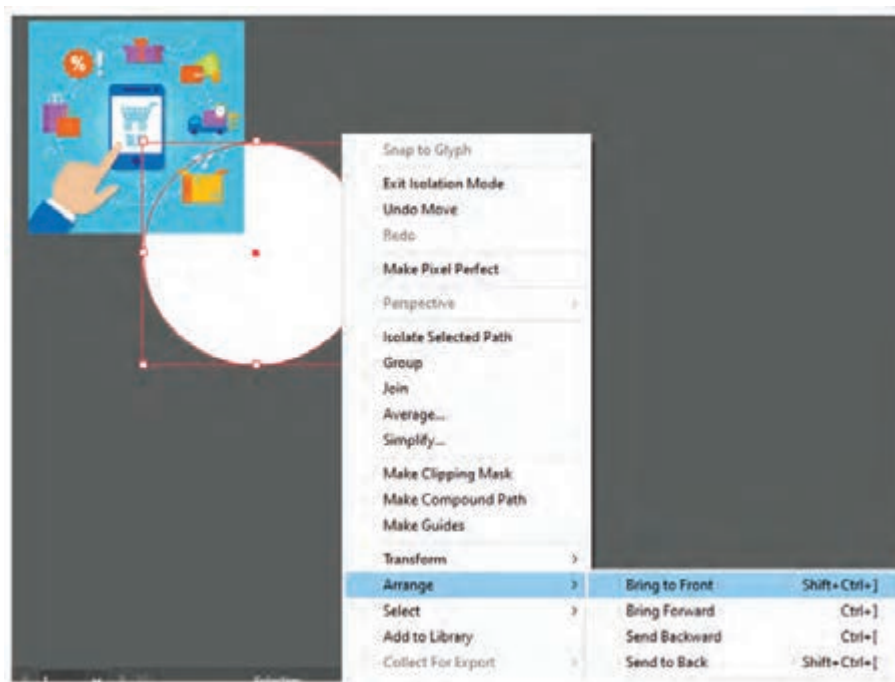 %!
Snap to Glyph
Exit Isolation Mode
Undo Move
Redo
Make Pixel Perfect
Perspective >
Isolate Selected Path
Group
Join
Average...
Simplify...
Make Clipping Mask
Make Compound Path
Make Guides
Transform >
Arrange >
Bring to Front Shift+Ctrl+]
Select >
Bring Forward Ctrl+]
Add to Library
Send Backward Ctrl+[
Collect For Export >
Send to Back Shift+Ctrl+[